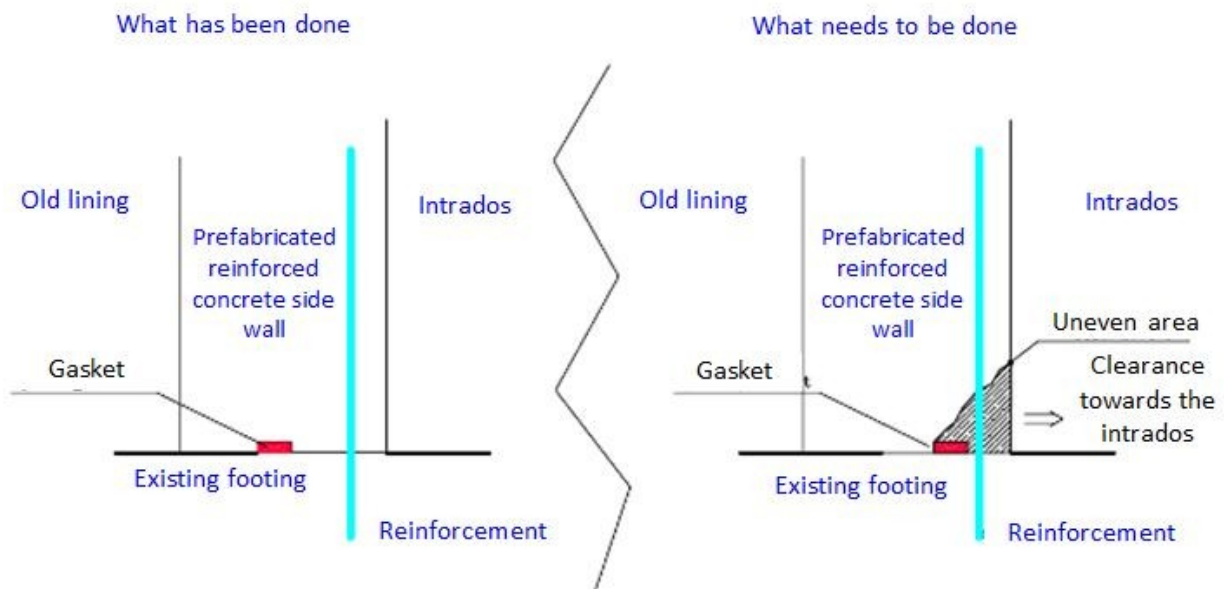 What has been done
Old lining
Prefabricated
reinforced
concrete side
wall
Intrados
Gasket
Existing footing
Reinforcement
What needs to be done
Old lining
Prefabricated
reinforced
concrete side
wall
Intrados
Uneven area
Gasket
t
Clearance
towards the
intrados
Existing footing
Reinforcement